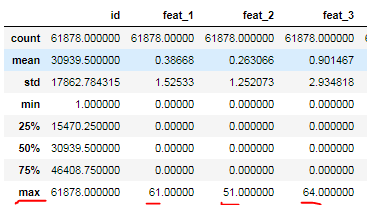 id feat_1 feat_2 feat_3
count 61878.000000 61878.00000 61878.000000 61878.000000
mean 30939.500000 0.38668 0.263066 0.901467
std 17862.784315 1.52533 1.252073 2.934818
min 1.000000 0.00000 0.000000 0.000000
25% 15470.250000 0.00000 0.000000 0.000000
50% 30939.500000 0.00000 0.000000 0.000000
75% 46408.750000 0.00000 0.000000 0.000000
max 61878.000000 61.00000 51.000000 64.000000